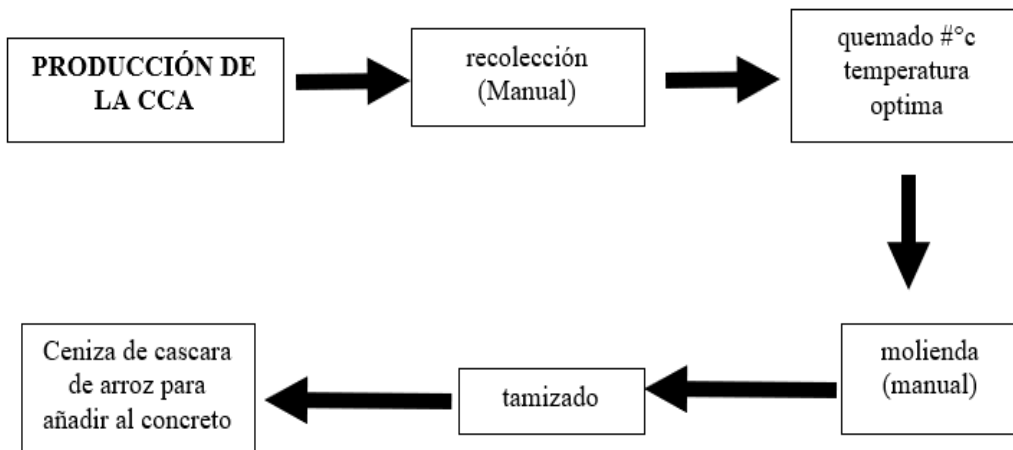 PRODUCCIÓN DE
LA CCA
recolección
(Manual)
quemado #°c
temperatura
optima
molienda
(manual)
tamizado
Ceniza de cascara
de arroz para
añadir al concreto